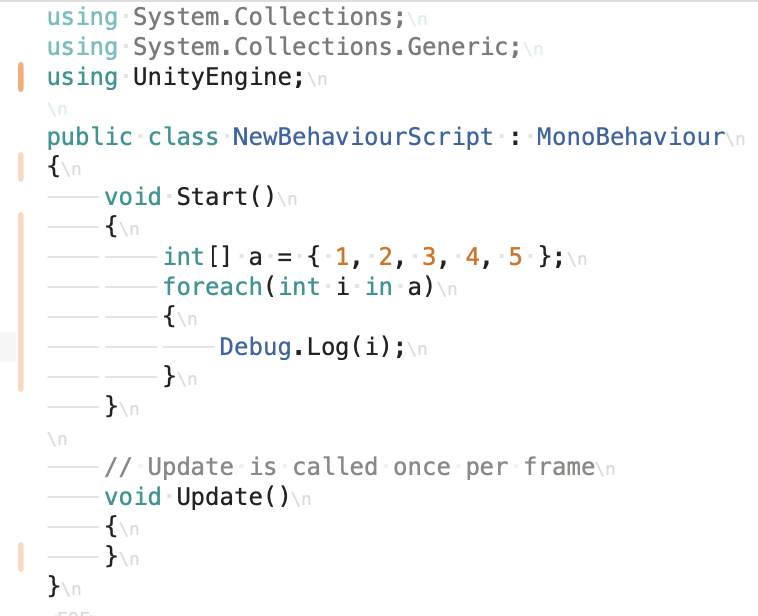 using System.Collections;\n
using System.Collections.Generic;\n
using UnityEngine;\n
\n
public class NewBehaviourScript : MonoBehaviour\n
{\n
void Start()\n
{\n
int[] a = { 1, 2, 3, 4, 5 };\n
foreach(int i in a)\n
{\n
Debug.Log(i);\n
}\n
}\n
\n
// Update is called once per frame\n
void Update()\n
{\n
}\n
}\n